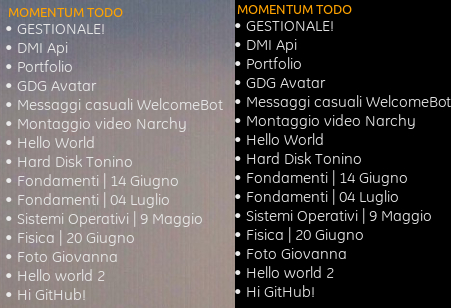 MOMENTUM TODO
• GESTIONALE!
• DMI Api
• Portfolio
• GDG Avatar
• Messaggi casuali WelcomeBot
• Montaggio video Narchy
• Hello World
• Hard Disk Tonino
• Fondamenti | 14 Giugno
• Fondamenti | 04 Luglio
• Sistemi Operativi | 9 Maggio
• Fisica | 20 Giugno
• Foto Giovanna
• Hello world 2
• Hi GitHub!
MOMENTUM TODO
• GESTIONALE!
• DMI Api
• Portfolio
• GDG Avatar
• Messaggi casuali WelcomeBot
• Montaggio video Narchy
• Hello World
• Hard Disk Tonino
• Fondamenti | 14 Giugno
• Fondamenti | 04 Luglio
• Sistemi Operativi | 9 Maggio
• Fisica | 20 Giugno
• Foto Giovanna
• Hello world 2
• Hi GitHub!